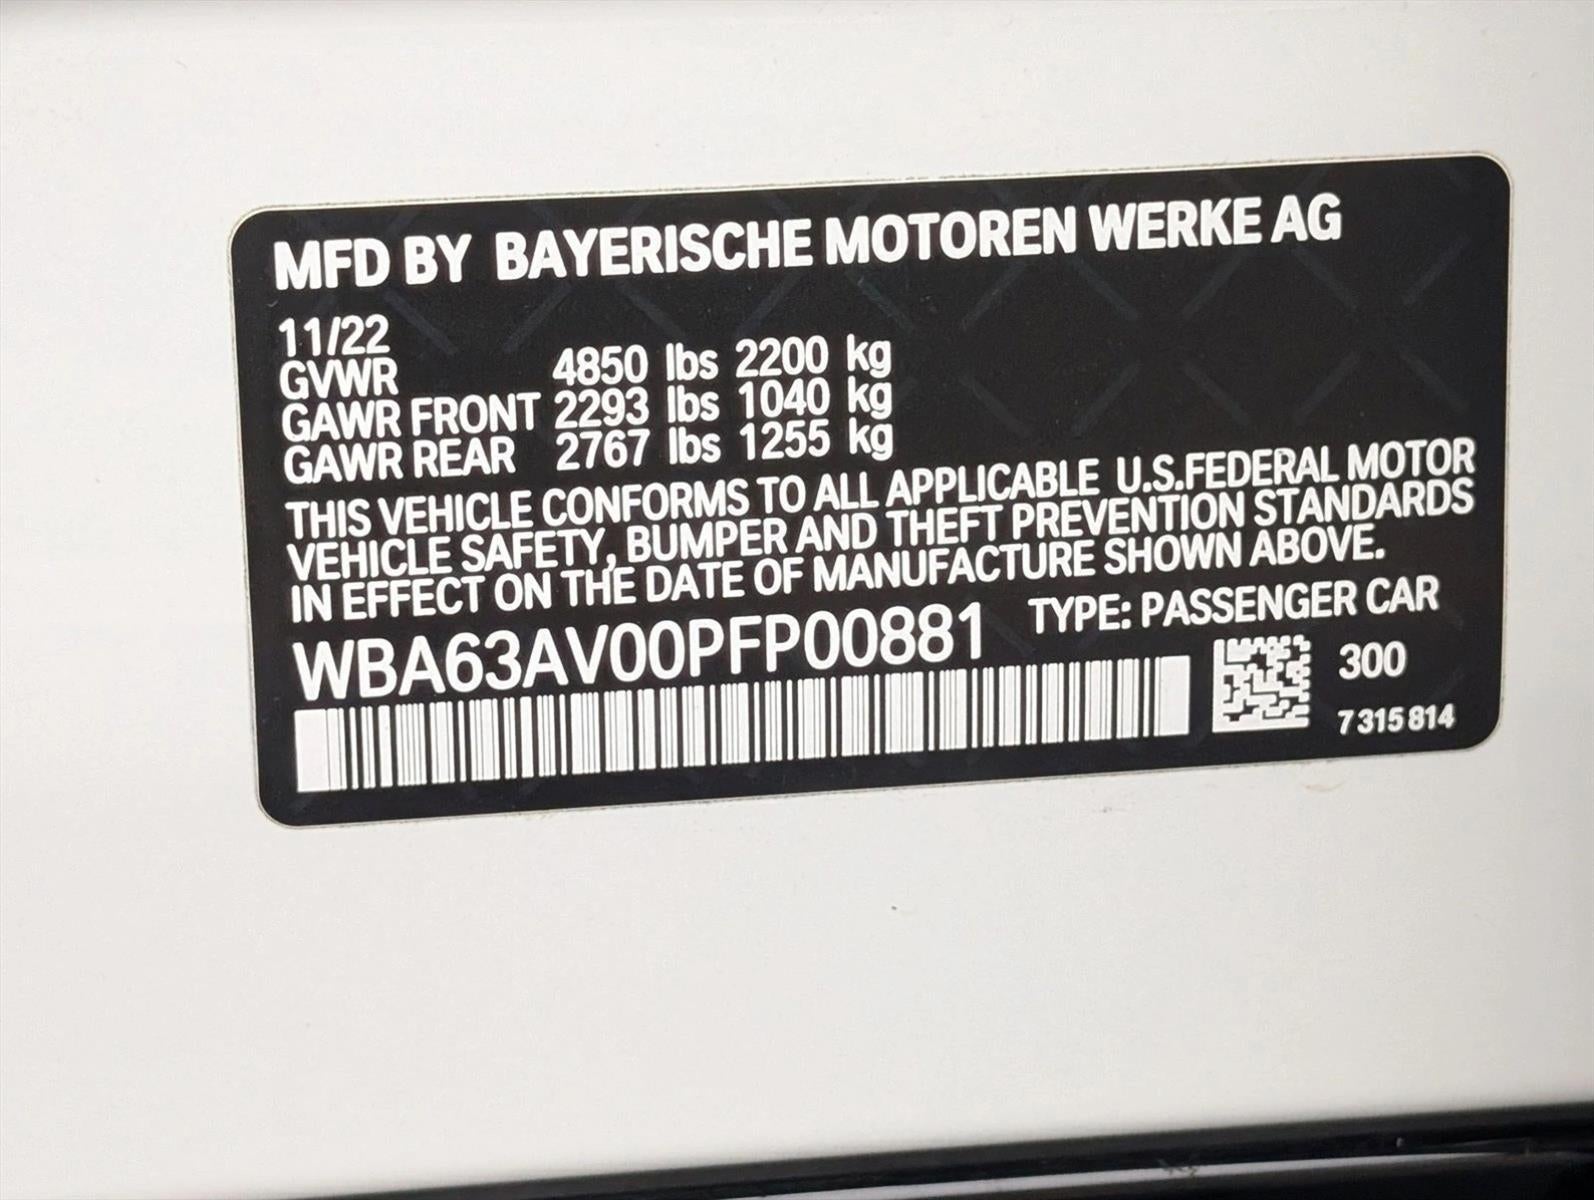 MFD BY BAYERISCHE MOTOREN WERKE AG
11/22
GVWR 4850 lbs 2200 kg
GAWR FRONT 2293 lbs 1040 kg
GAWR REAR 2767 lbs 1255 kg
THIS VEHICLE CONFORMS TO ALL APPLICABLE U.S.FEDERAL MOTOR
VEHICLE SAFETY, BUMPER AND THEFT PREVENTION STANDARDS
IN EFFECT ON THE DATE OF MANUFACTURE SHOWN ABOVE.
WBA63AV00PFP00881 TYPE: PASSENGER CAR
300
7 315 814